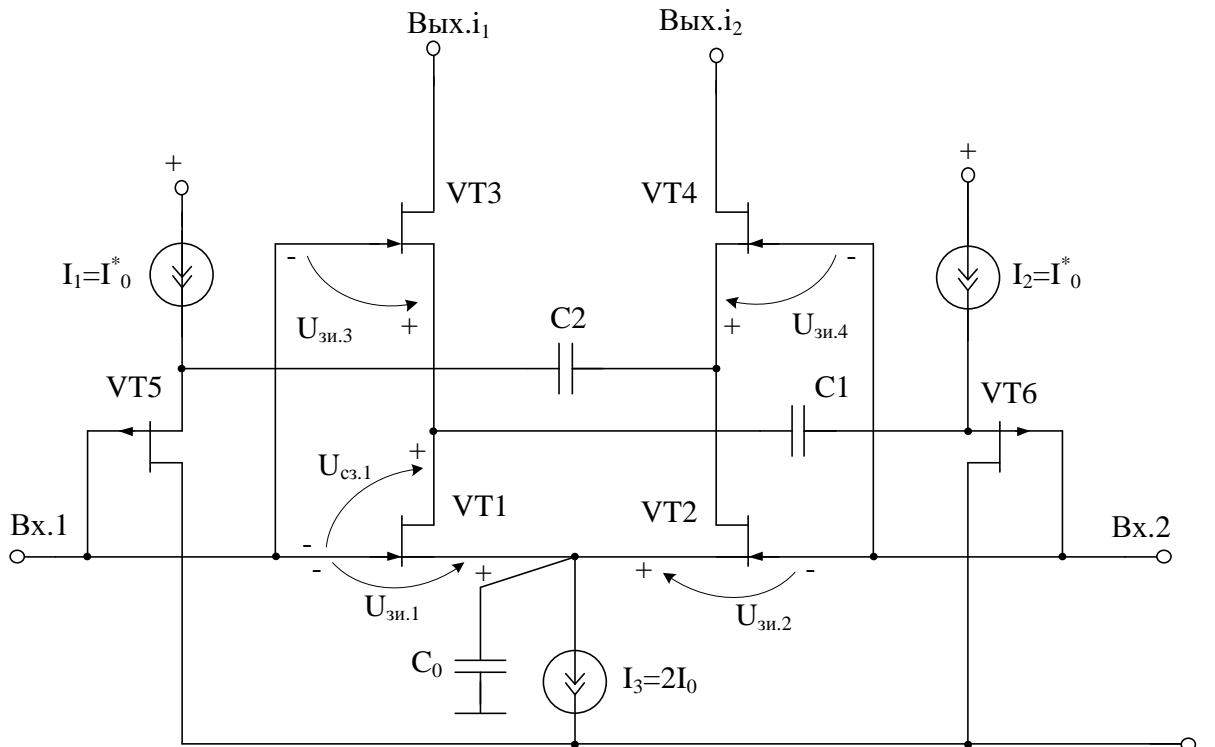 Вых.i₁
Вых.i₂
+
+
VT3
VT4
I₁=I*₀
I₂=I*₀
-
-
Uзи.3
+
+
Uзи.4
C2
VT5
C1
VT6
+
Uсз.1
VT1
VT2
Вх.1
Вх.2
-
-
+
+
-
Uзи.1
Uзи.2
C₀
I₃=2I₀